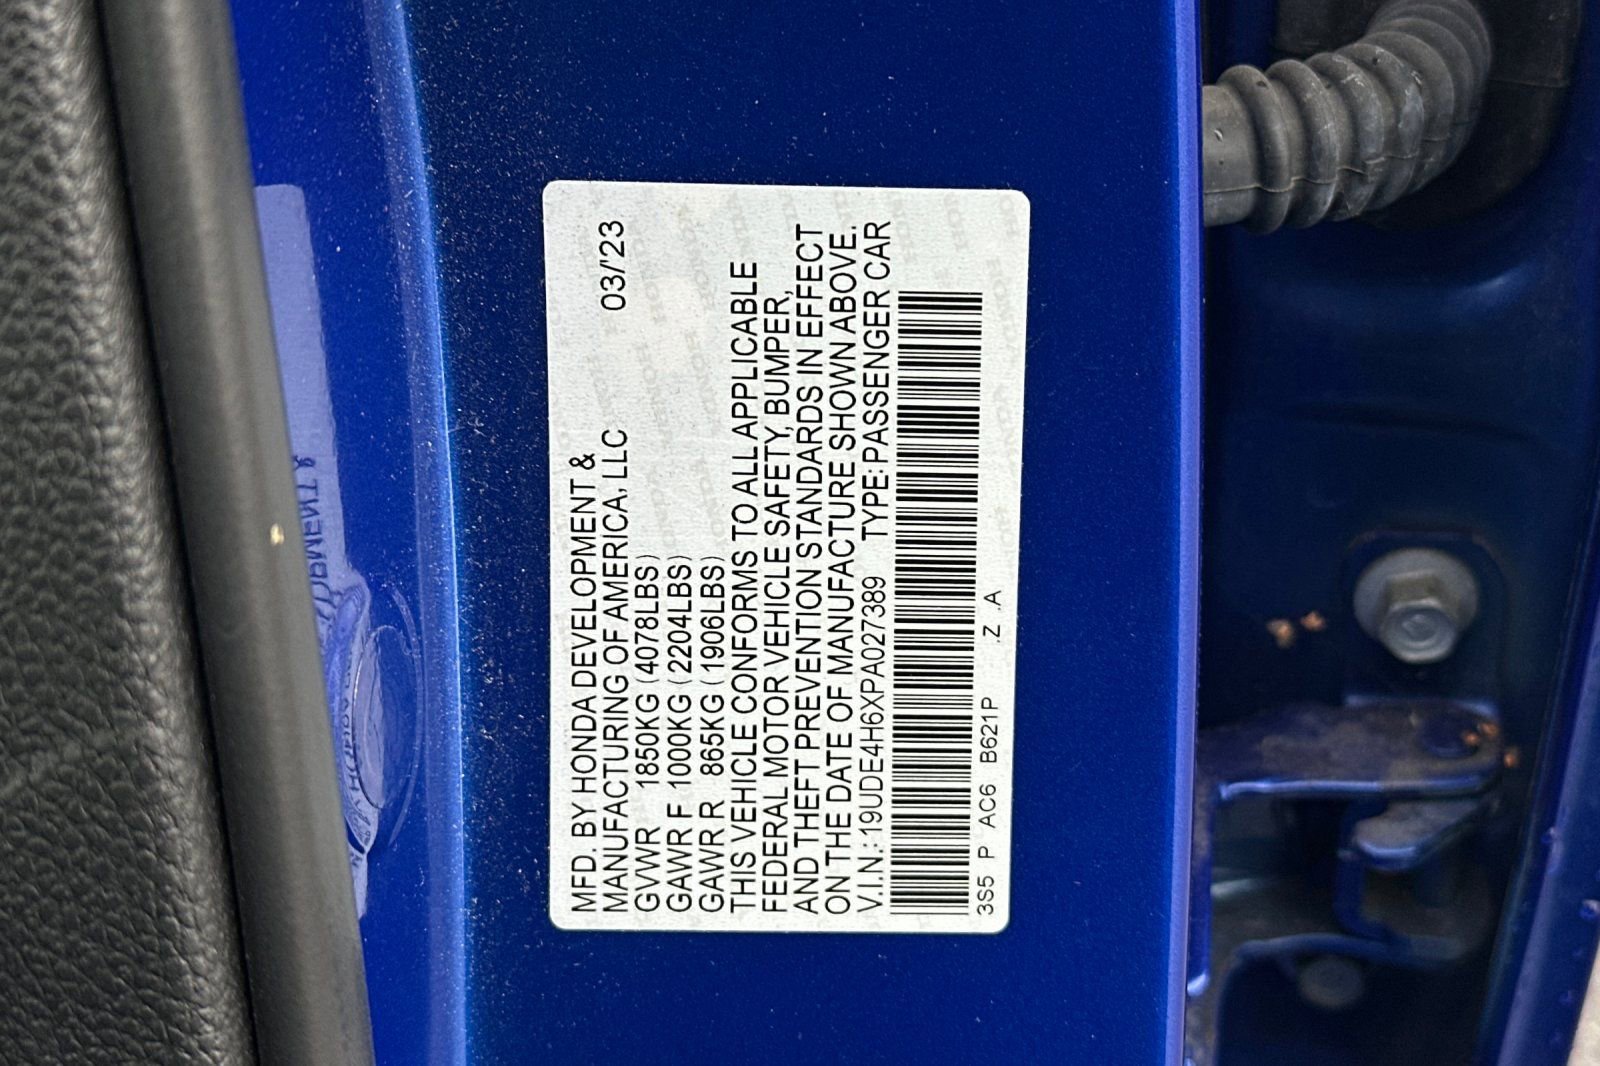 MFD. BY HONDA DEVELOPMENT &
MANUFACTURING OF AMERICA, LLC 03/'23
GVWR 1850KG (4078LBS)
GAWR F 1000KG (2204LBS)
GAWR R 865KG (1906LBS)
THIS VEHICLE CONFORMS TO ALL APPLICABLE
FEDERAL MOTOR VEHICLE SAFETY, BUMPER,
AND THEFT PREVENTION STANDARDS IN EFFECT
ON THE DATE OF MANUFACTURE SHOWN ABOVE.
V.I.N.: 19UDE4H6XPA027389 TYPE: PASSENGER CAR
3S5 P AC6 B621P .Z .A